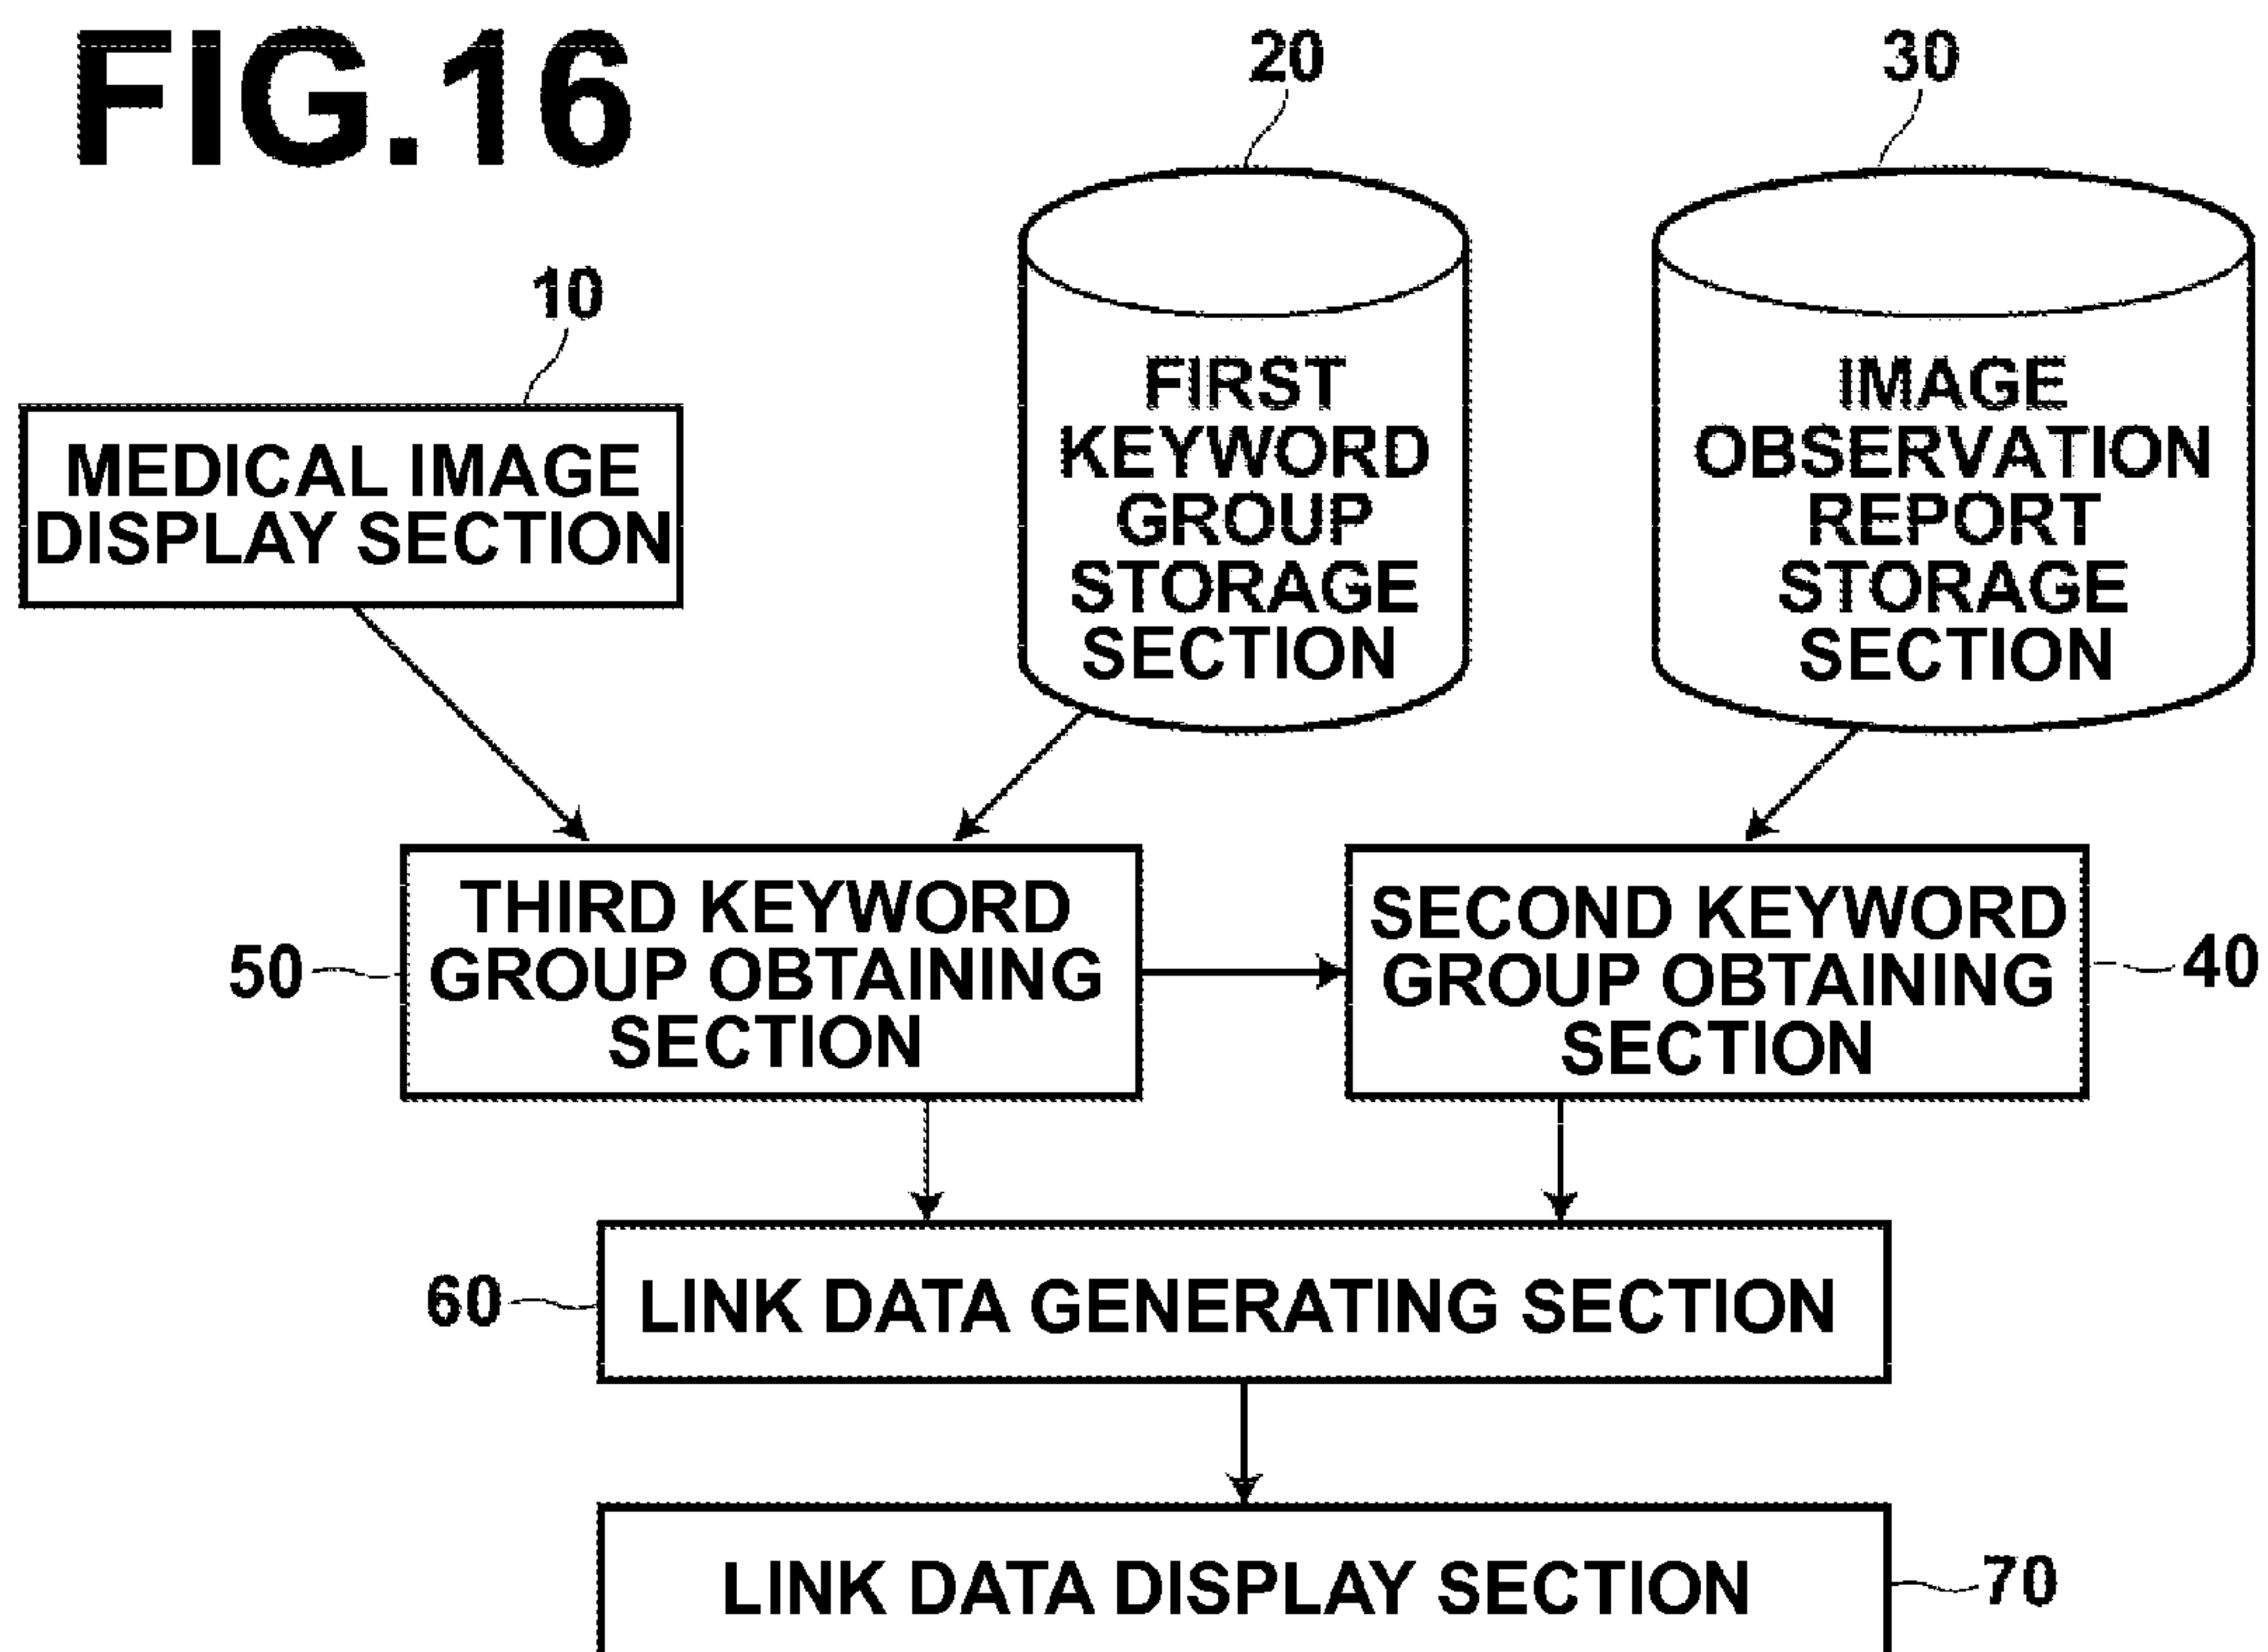 FIG.16
20
30
10
MEDICAL IMAGE
DISPLAY SECTION
FIRST
KEYWORD
GROUP
STORAGE
SECTION
IMAGE
OBSERVATION
REPORT
STORAGE
SECTION
50
THIRD KEYWORD
GROUP OBTAINING
SECTION
SECOND KEYWORD
GROUP OBTAINING
SECTION
40
60
LINK DATA GENERATING SECTION
LINK DATA DISPLAY SECTION
70